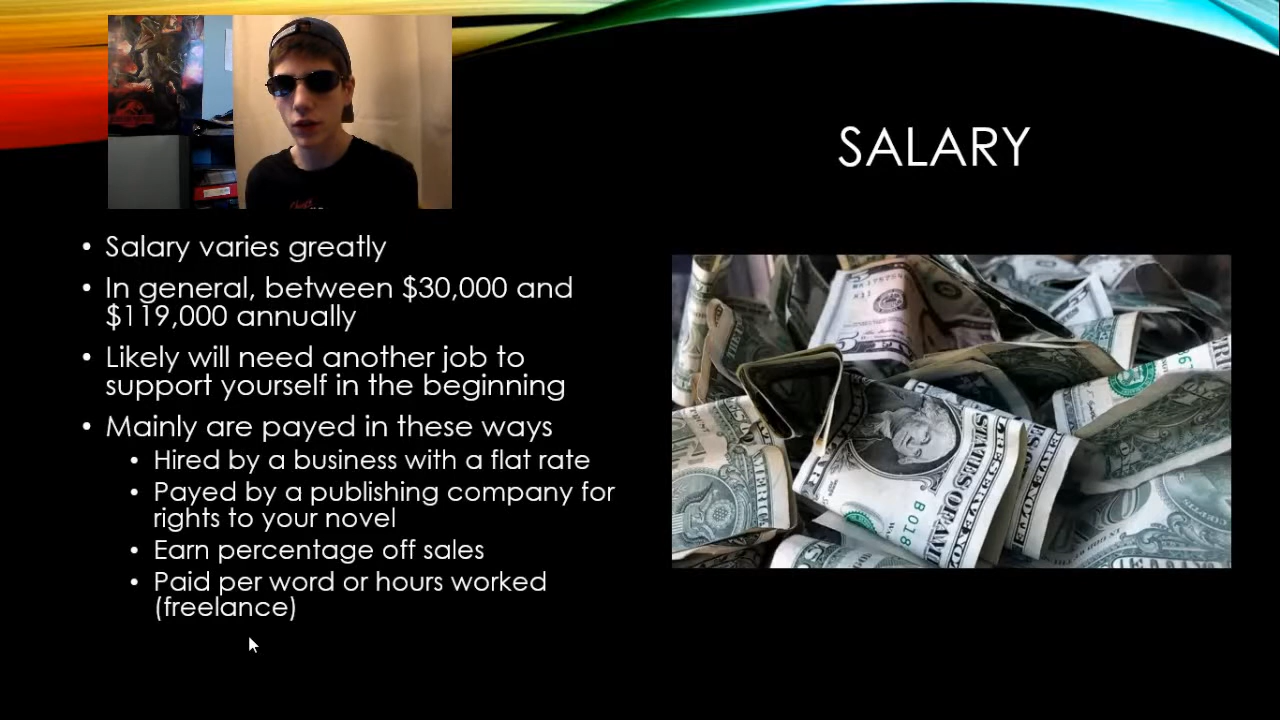 SALARY
• Salary varies greatly
• In general, between $30,000 and
$119,000 annually
• Likely will need another job to
support yourself in the beginning
• Mainly are payed in these ways
• Hired by a business with a flat rate
• Payed by a publishing company for
rights to your novel
• Earn percentage off sales
• Paid per word or hours worked
(freelance)